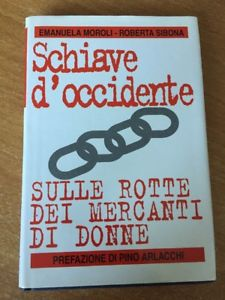 EMANUELA MOROLI - ROBERTA SIBONA
Schiave
d'occidente
SULLE ROTTE
DEI MERCANTI
DI DONNE
PREFAZIONE DI PINO ARLACCHI